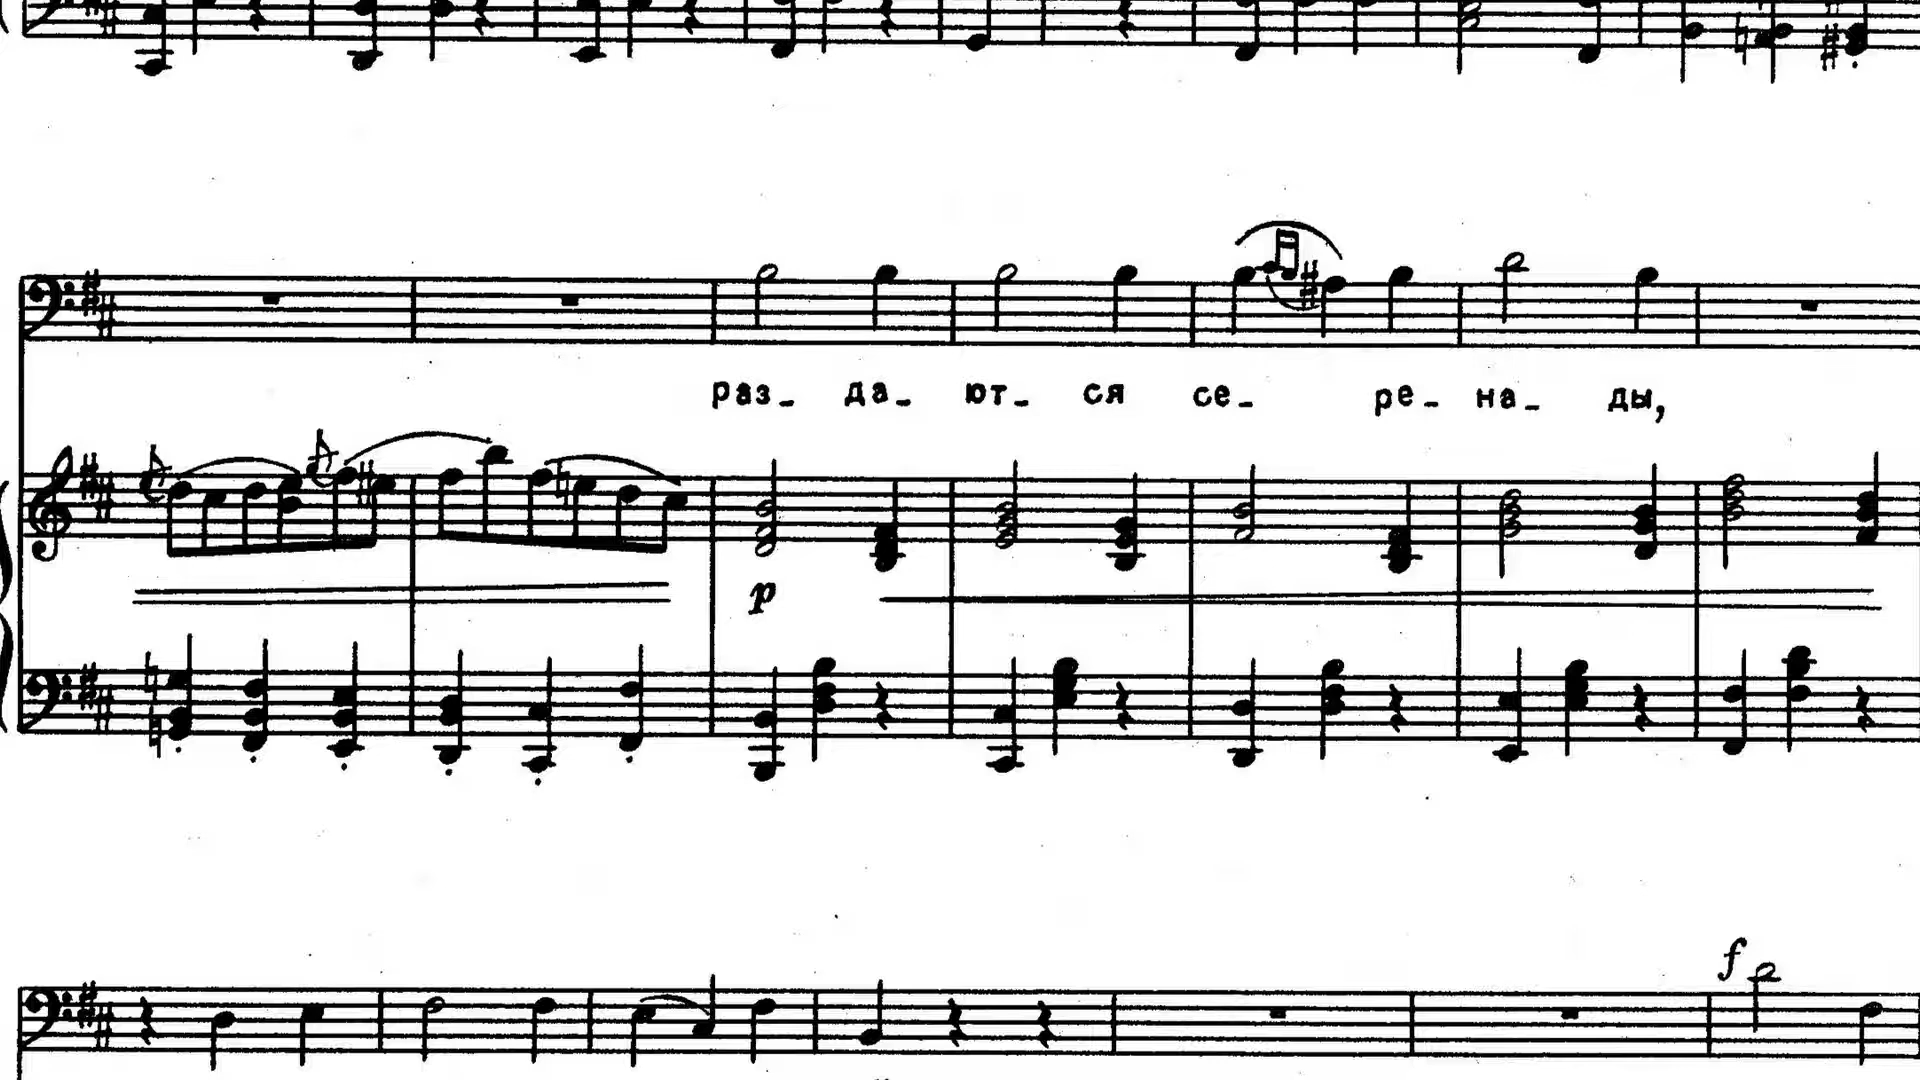 раз_ да_ ют_ ся се_ ре_ на_ ды,
p
f